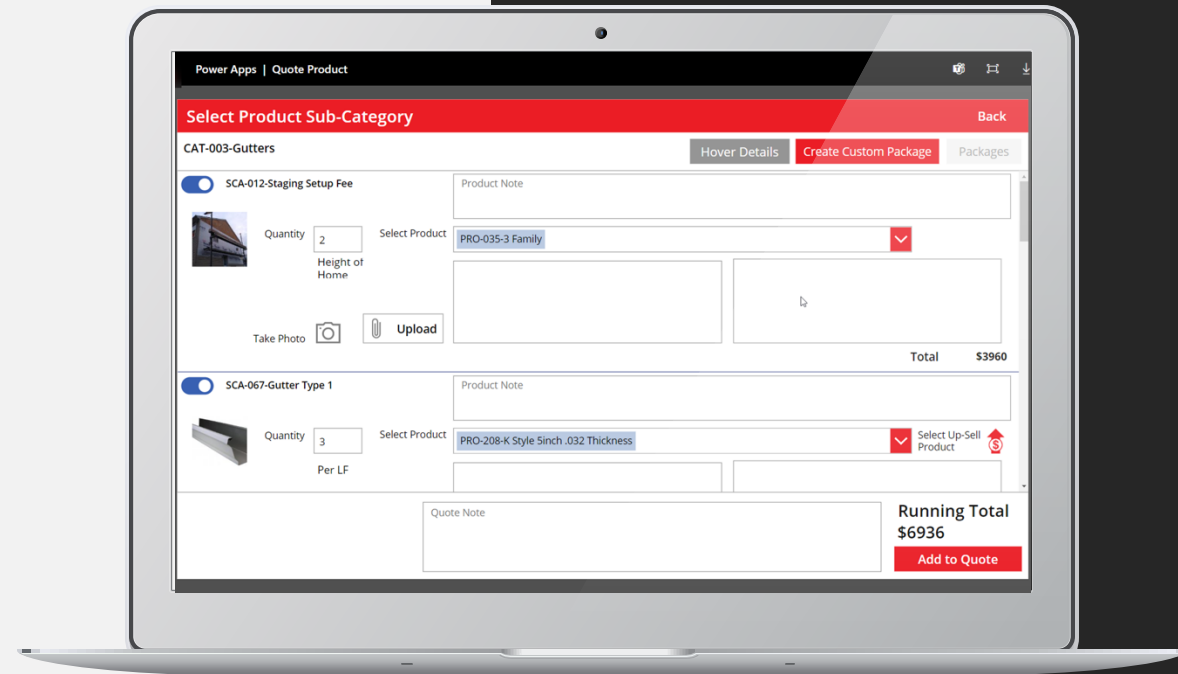 Power Apps | Quote Product
Select Product Sub-Category
Back
CAT-003-Gutters
Hover Details
Create Custom Package
Packages
SCA-012-Staging Setup Fee
Product Note
Quantity
2
Select Product
PRO-035-3 Family
Height of
Home
Take Photo
Upload
Total
$3960
SCA-067-Gutter Type 1
Product Note
Quantity
3
Select Product
PRO-208-K Style 5inch .032 Thickness
Select Up-Sell
Product
Per LF
Quote Note
Running Total
$6936
Add to Quote